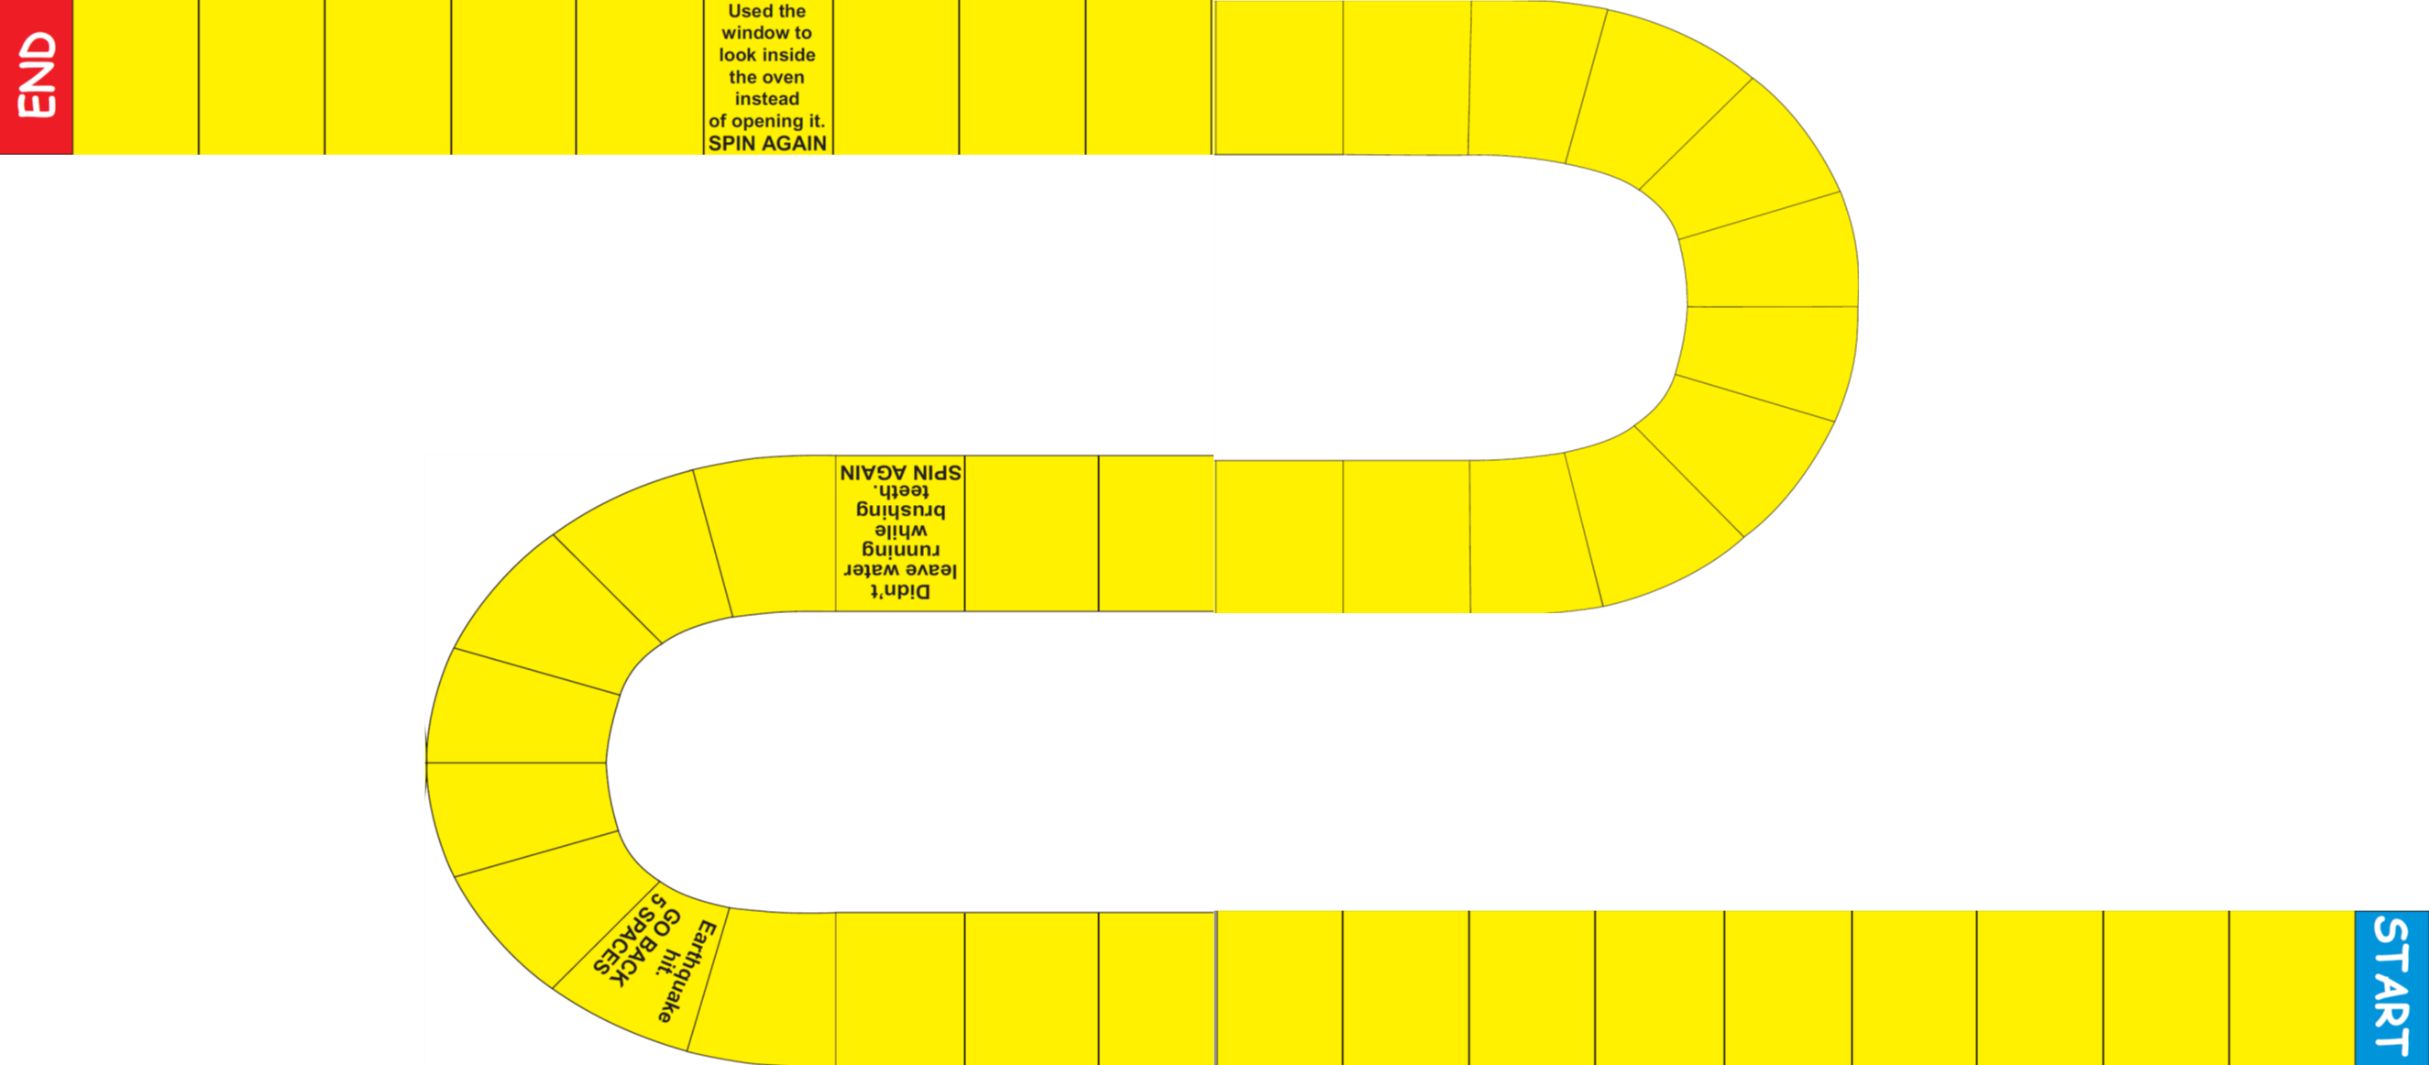 END
Used the
window to
look inside
the oven
instead
of opening it.
SPIN AGAIN
Didn't
leave water
running
while
brushing
teeth.
SPIN AGAIN
Earthquake
hit.
GO BACK
5 SPACES
START